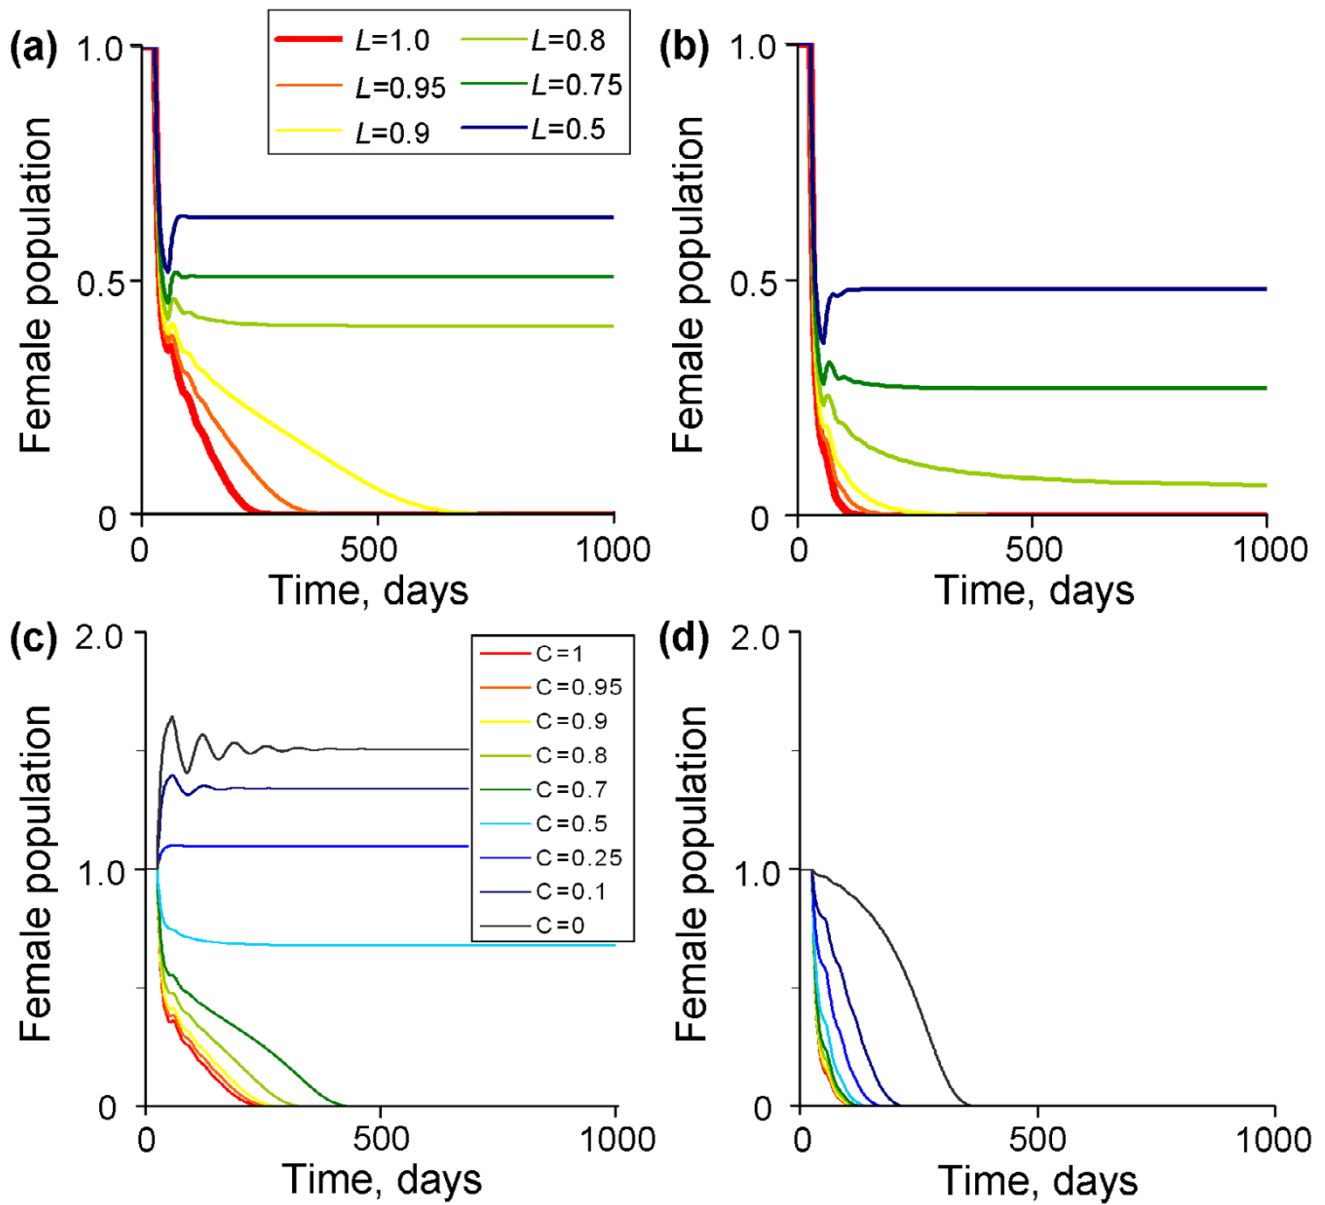 (a)
1.0
0.5
0
Female population
L=1.0
L=0.8
L=0.95
L=0.75
L=0.9
L=0.5
0
500
1000
Time, days
(b)
1.0
0.5
0
Female population
0
500
1000
Time, days
(c)
2.0
1.0
0
Female population
C=1
C=0.95
C=0.9
C=0.8
C=0.7
C=0.5
C=0.25
C=0.1
C=0
0
500
1000
Time, days
(d)
2.0
1.0
0
Female population
0
500
1000
Time, days